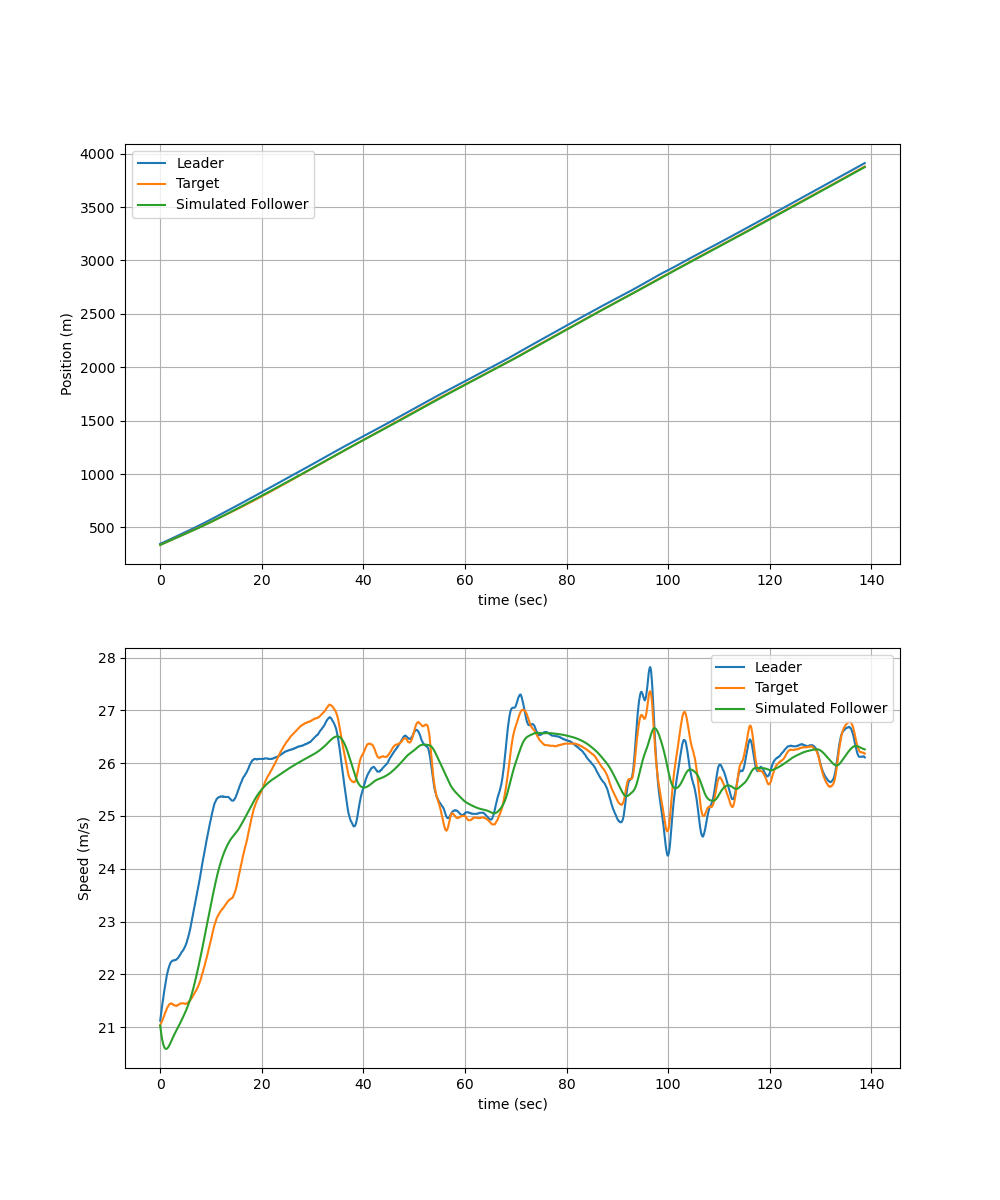 4000
3500
3000
2500
2000
1500
1000
500
Position (m)
Leader
Target
Simulated Follower
0 20 40 60 80 100 120 140
time (sec)
28
27
26
25
24
23
22
21
Speed (m/s)
Leader
Target
Simulated Follower
0 20 40 60 80 100 120 140
time (sec)